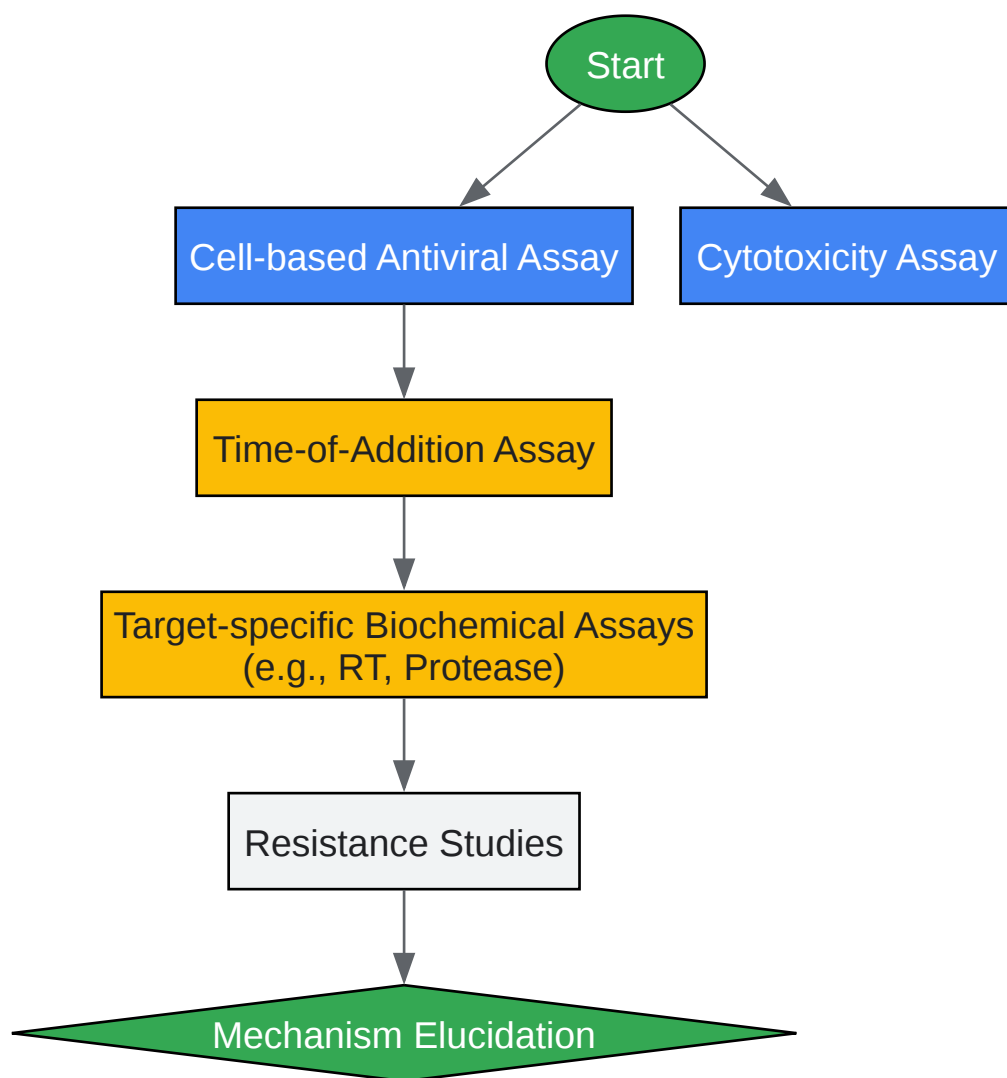 Start
Cell-based Antiviral Assay
Cytotoxicity Assay
Time-of-Addition Assay
Target-specific Biochemical Assays
(e.g., RT, Protease)
Resistance Studies
Mechanism Elucidation